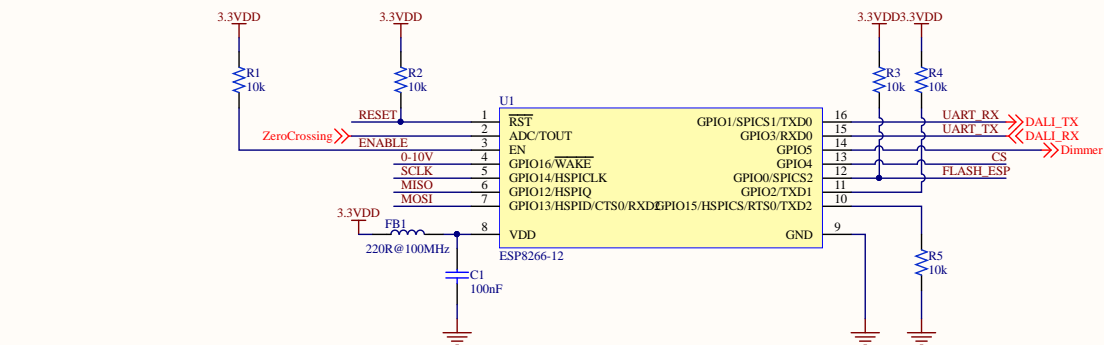 3.3VDD
3.3VDD
3.3VDD
3.3VDD
R1
10k
R2
10k
R3
10k
R4
10k
U1
RESET
1
RST
GPIO1/SPICS1/TXD0
16
UART_RX
DALI_TX
ZeroCrossing
2
ADC/TOUT
GPIO3/RXD0
15
UART_TX
DALI_RX
ENABLE
3
EN
GPIO5
14
Dimmer
0-10V
4
GPIO16/WAKE
GPIO4
13
CS
SCLK
5
GPIO14/HSPICLK
GPIO0/SPICS2
12
FLASH_ESP
MISO
6
GPIO12/HSPIQ
GPIO2/TXD1
11
MOSI
7
GPIO13/HSPID/CTS0/RXD2
GPIO15/HSPICS/RTS0/TXD2
10
3.3VDD
FB1
220R@100MHz
8
VDD
GND
9
ESP8266-12
C1
100nF
R5
10k